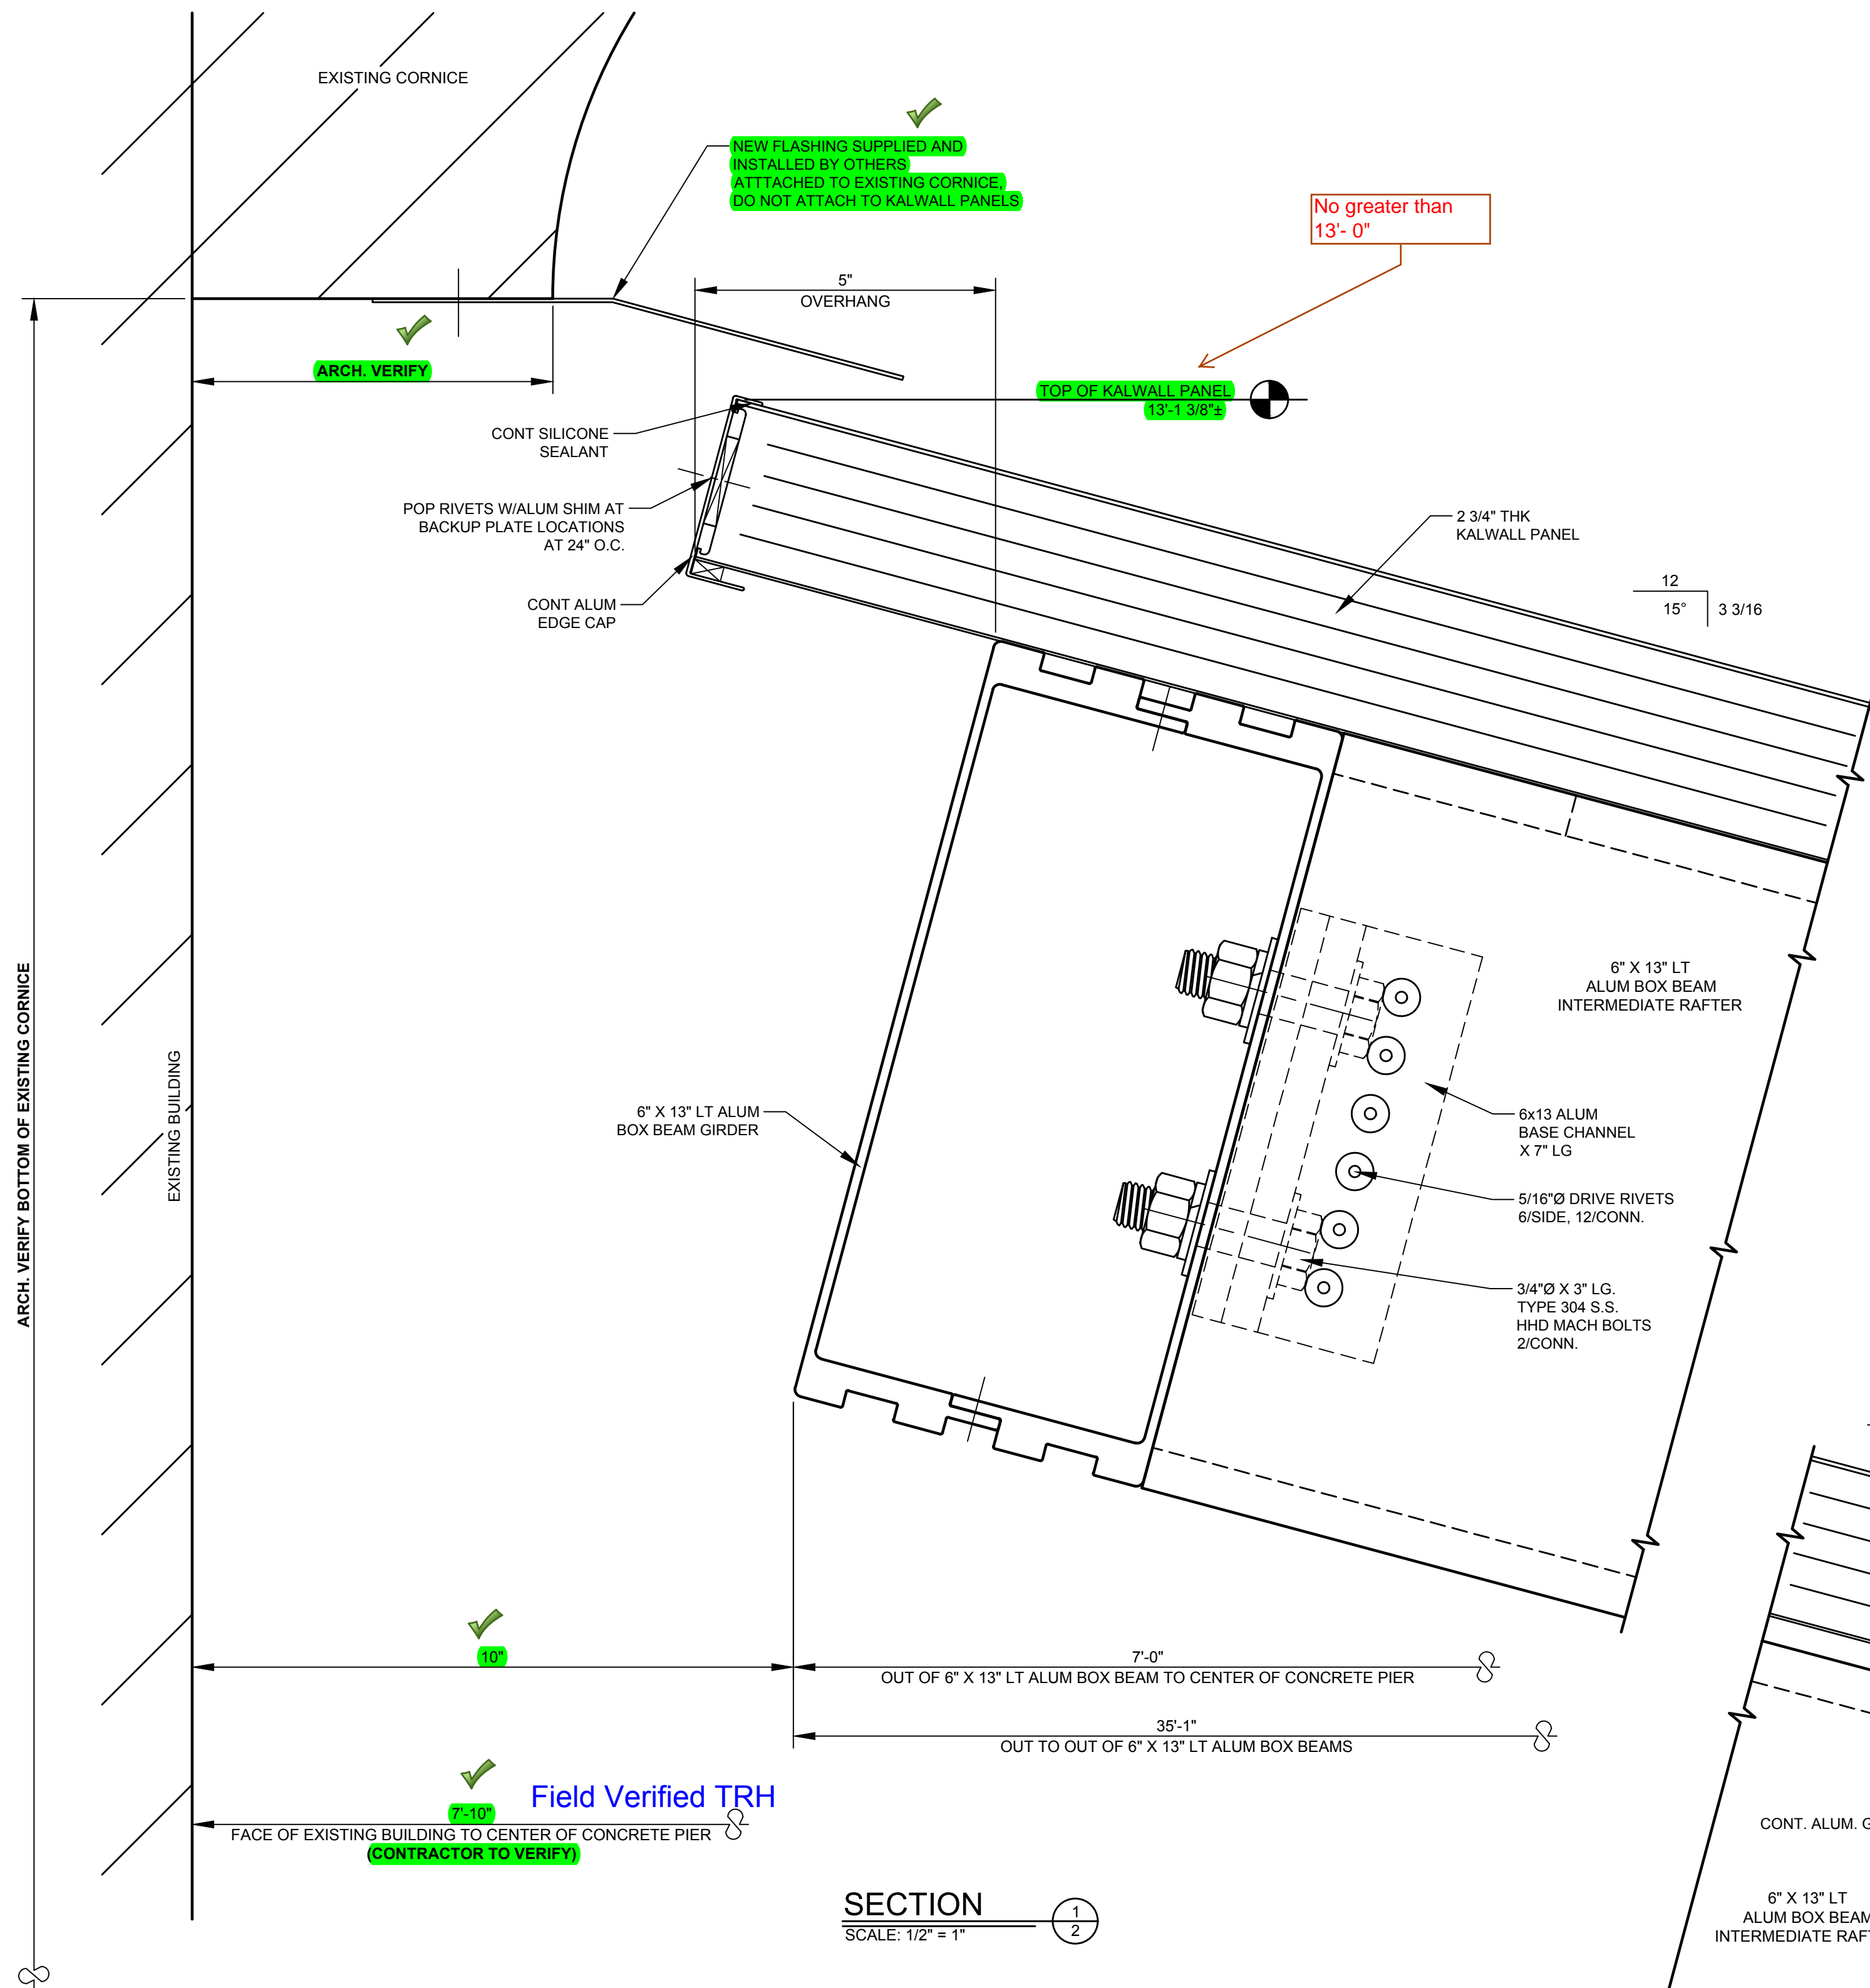 EXISTING CORNICE
NEW FLASHING SUPPLIED AND
INSTALLED BY OTHERS
ATTTACHED TO EXISTING CORNICE,
DO NOT ATTACH TO KALWALL PANELS
No greater than
13'- 0"
5"
OVERHANG
ARCH. VERIFY
TOP OF KALWALL PANEL
13'-1 3/8"±
CONT SILICONE
SEALANT
POP RIVETS W/ALUM SHIM AT
BACKUP PLATE LOCATIONS
AT 24" O.C.
2 3/4" THK
KALWALL PANEL
12
15°
3 3/16
CONT ALUM
EDGE CAP
ARCH. VERIFY BOTTOM OF EXISTING CORNICE
EXISTING BUILDING
6" X 13" LT
ALUM BOX BEAM
INTERMEDIATE RAFTER
6" X 13" LT ALUM
BOX BEAM GIRDER
6x13 ALUM
BASE CHANNEL
X 7" LG
5/16"Ø DRIVE RIVETS
6/SIDE, 12/CONN.
3/4"Ø X 3" LG.
TYPE 304 S.S.
HHD MACH BOLTS
2/CONN.
10"
7'-0"
OUT OF 6" X 13" LT ALUM BOX BEAM TO CENTER OF CONCRETE PIER
35'-1"
OUT TO OUT OF 6" X 13" LT ALUM BOX BEAMS
Field Verified TRH
7'-10"
FACE OF EXISTING BUILDING TO CENTER OF CONCRETE PIER
(CONTRACTOR TO VERIFY)
CONT. ALUM. G
6" X 13" LT
ALUM BOX BEAM
INTERMEDIATE RAFT
SECTION
SCALE: 1/2" = 1"
1
2